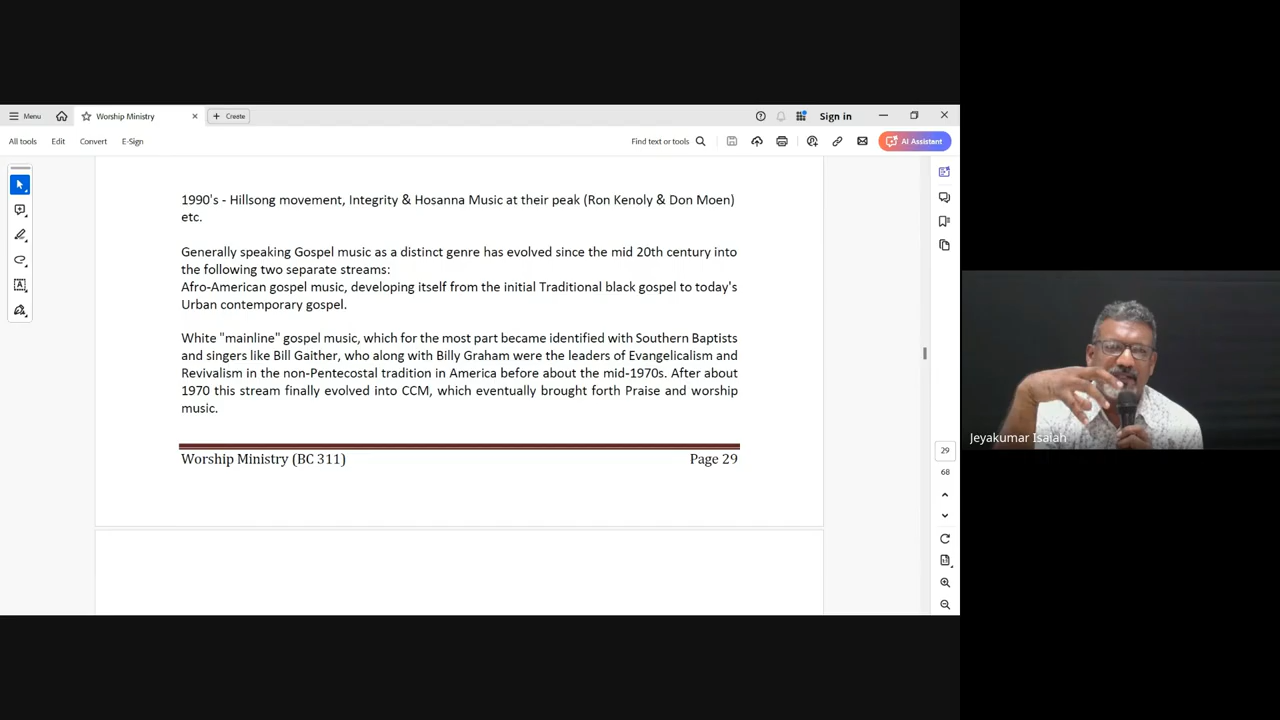 Menu
Worship Ministry
Create
Sign in
All tools
Edit
Convert
E-Sign
Find text or tools
AI Assistant
1990's - Hillsong movement, Integrity & Hosanna Music at their peak (Ron Kenoly & Don Moen)
etc.
Generally speaking Gospel music as a distinct genre has evolved since the mid 20th century into
the following two separate streams:
Afro-American gospel music, developing itself from the initial Traditional black gospel to today's
Urban contemporary gospel.
White "mainline" gospel music, which for the most part became identified with Southern Baptists
and singers like Bill Gaither, who along with Billy Graham were the leaders of Evangelicalism and
Revivalism in the non-Pentecostal tradition in America before about the mid-1970s. After about
1970 this stream finally evolved into CCM, which eventually brought forth Praise and worship
music.
Worship Ministry (BC 311)
Page 29
29
68
Jeyakumar Isaiah